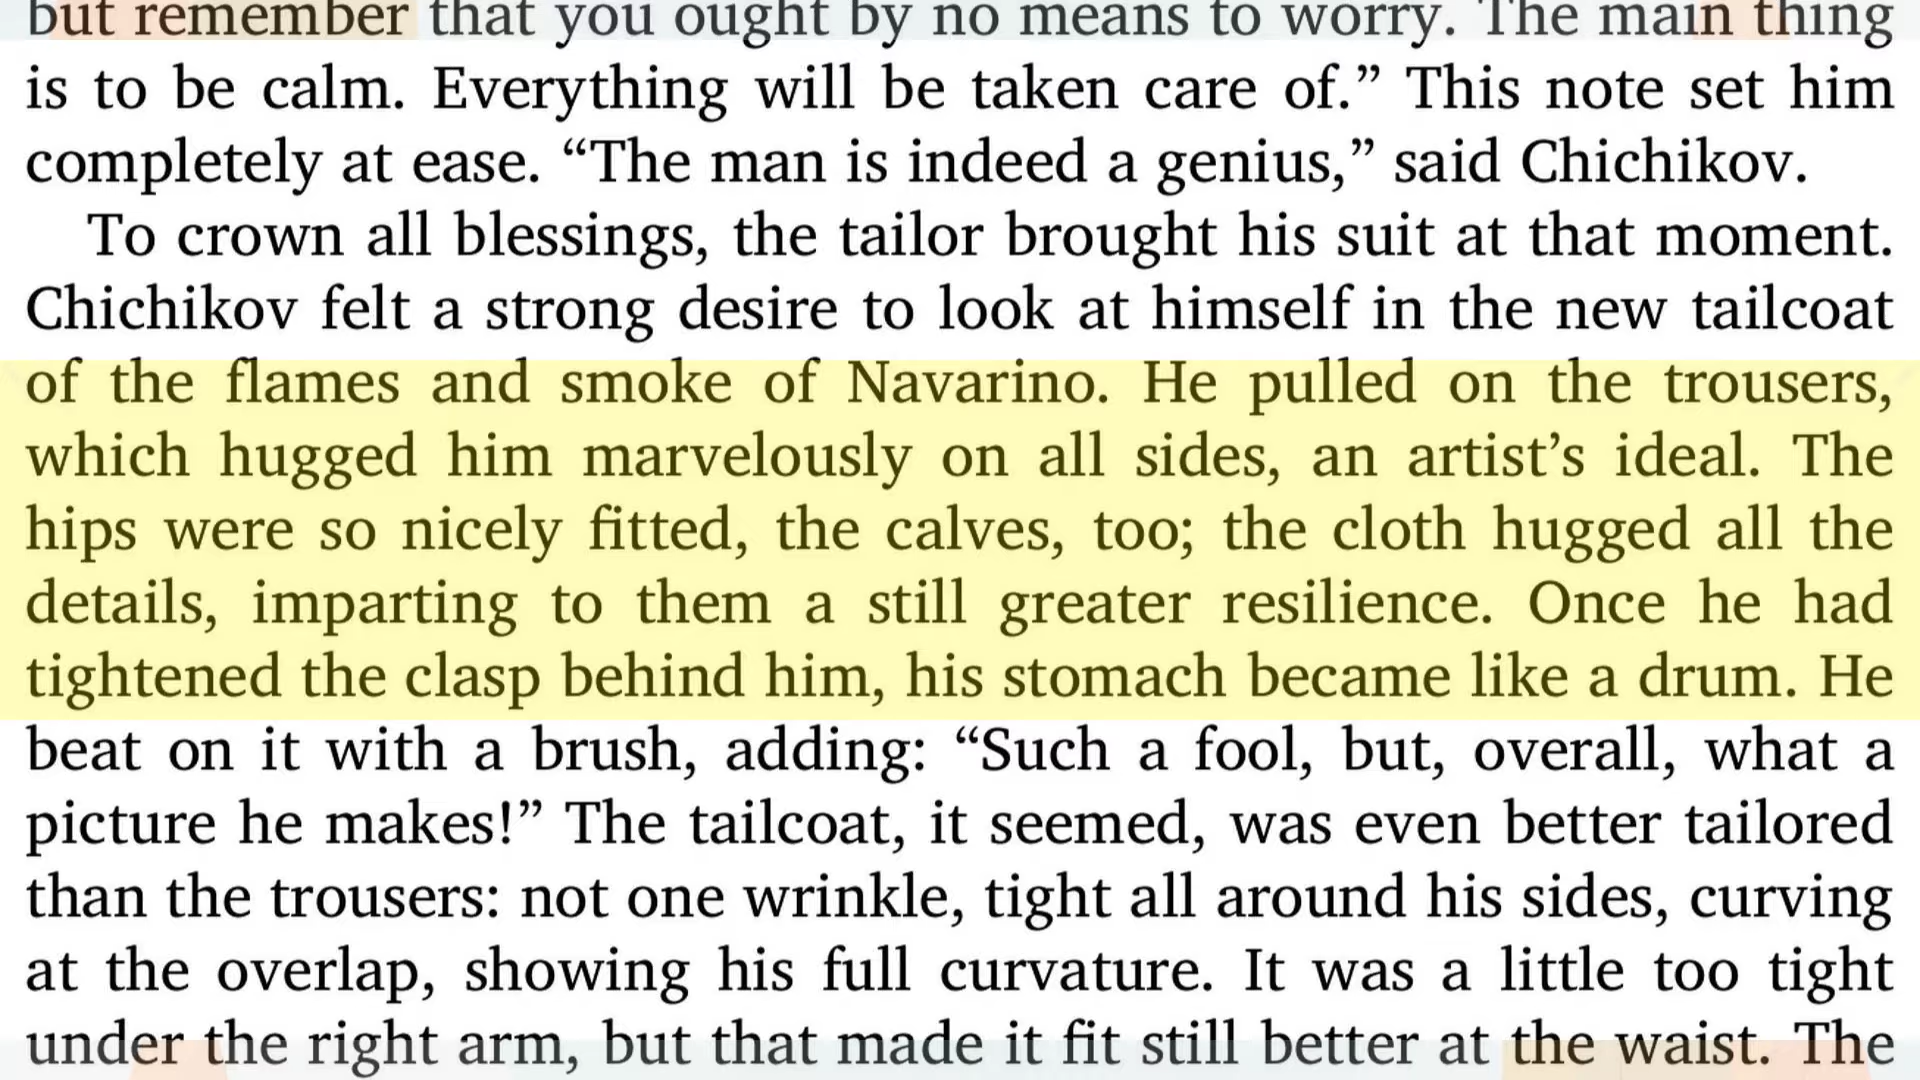 but remember that you ought by no means to worry. The main thing
is to be calm. Everything will be taken care of.” This note set him
completely at ease. “The man is indeed a genius,” said Chichikov.
To crown all blessings, the tailor brought his suit at that moment.
Chichikov felt a strong desire to look at himself in the new tailcoat
of the flames and smoke of Navarino. He pulled on the trousers,
which hugged him marvelously on all sides, an artist’s ideal. The
hips were so nicely fitted, the calves, too; the cloth hugged all the
details, imparting to them a still greater resilience. Once he had
tightened the clasp behind him, his stomach became like a drum. He
beat on it with a brush, adding: “Such a fool, but, overall, what a
picture he makes!” The tailcoat, it seemed, was even better tailored
than the trousers: not one wrinkle, tight all around his sides, curving
at the overlap, showing his full curvature. It was a little too tight
under the right arm, but that made it fit still better at the waist. The